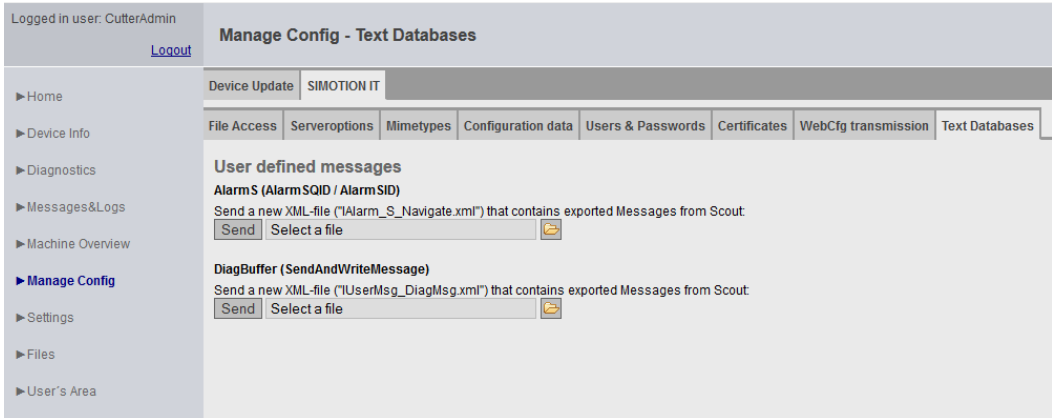 Logged in user: CutterAdmin
Logout
Manage Config - Text Databases
►Home
►Device Info
►Diagnostics
►Messages&Logs
►Machine Overview
►Manage Config
►Settings
►Files
►User´s Area
Device Update SIMOTION IT
File Access Serveroptions Mimetypes Configuration data Users & Passwords Certificates WebCfg transmission Text Databases
User defined messages
AlarmS (AlarmSQID / AlarmSID)
Send a new XML-file ("IAlarm_S_Navigate.xml") that contains exported Messages from Scout:
Send Select a file
DiagBuffer (SendAndWriteMessage)
Send a new XML-file ("IUserMsg_DiagMsg.xml") that contains exported Messages from Scout:
Send Select a file